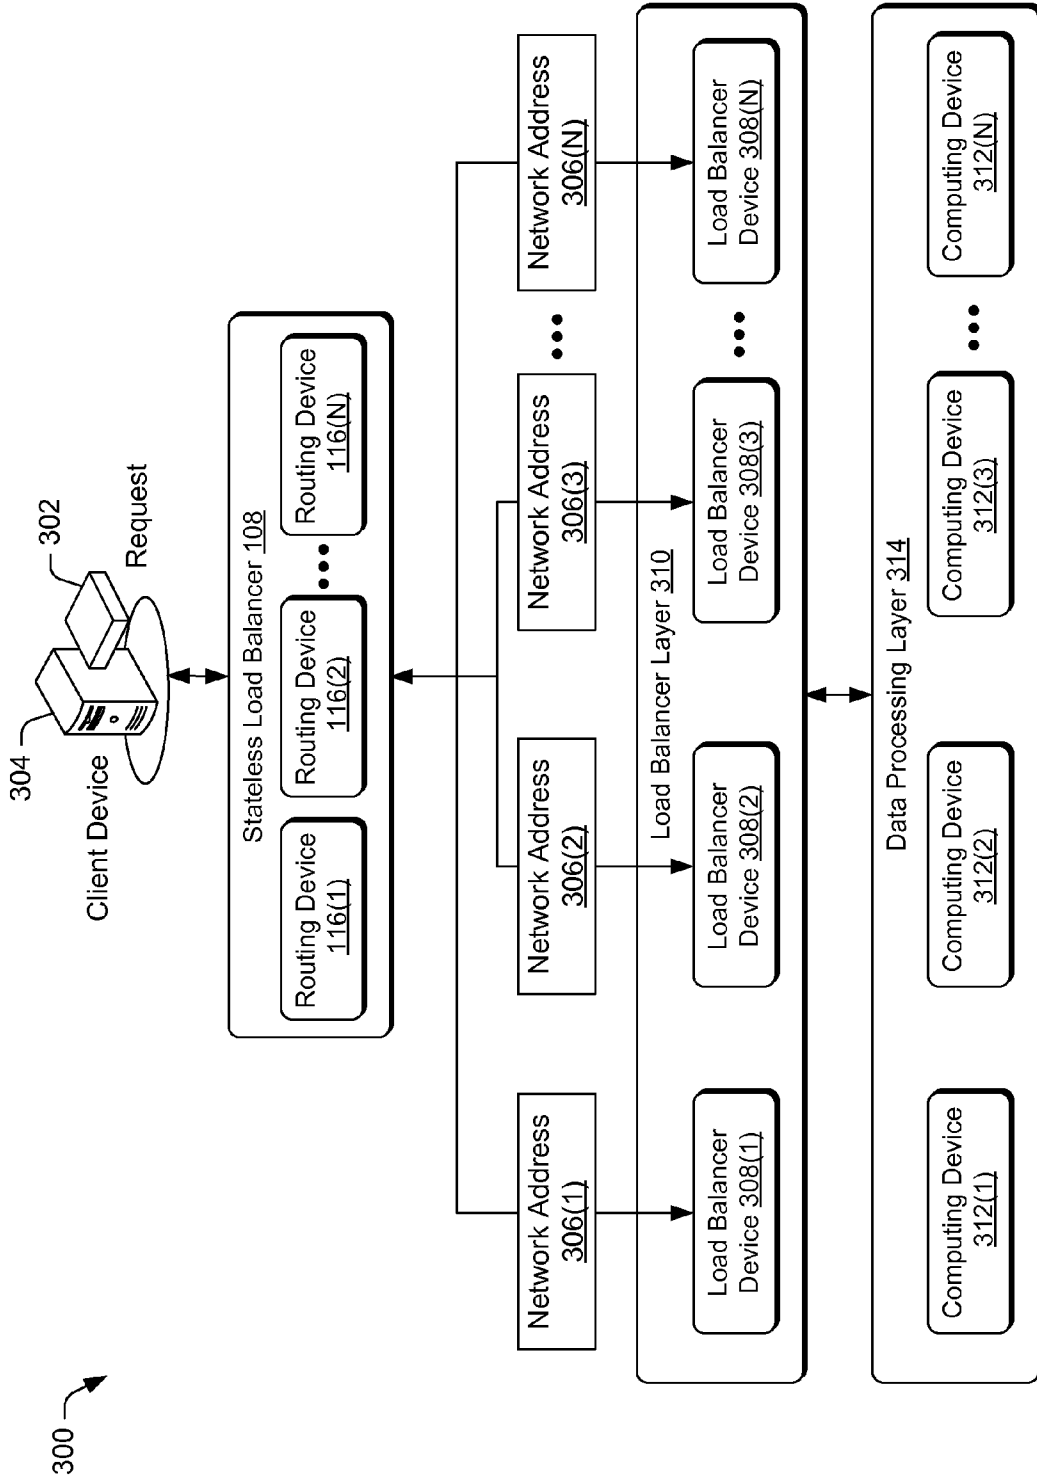 300
304
302
Client Device
Request
Stateless Load Balancer 108
Routing Device
116(1)
Routing Device
116(2)
•••
Routing Device
116(N)
Network Address
306(1)
Network Address
306(2)
Network Address
306(3)
•••
Network Address
306(N)
Load Balancer Layer 310
Load Balancer
Device 308(1)
Load Balancer
Device 308(2)
Load Balancer
Device 308(3)
•••
Load Balancer
Device 308(N)
Data Processing Layer 314
Computing Device
312(1)
Computing Device
312(2)
Computing Device
312(3)
•••
Computing Device
312(N)